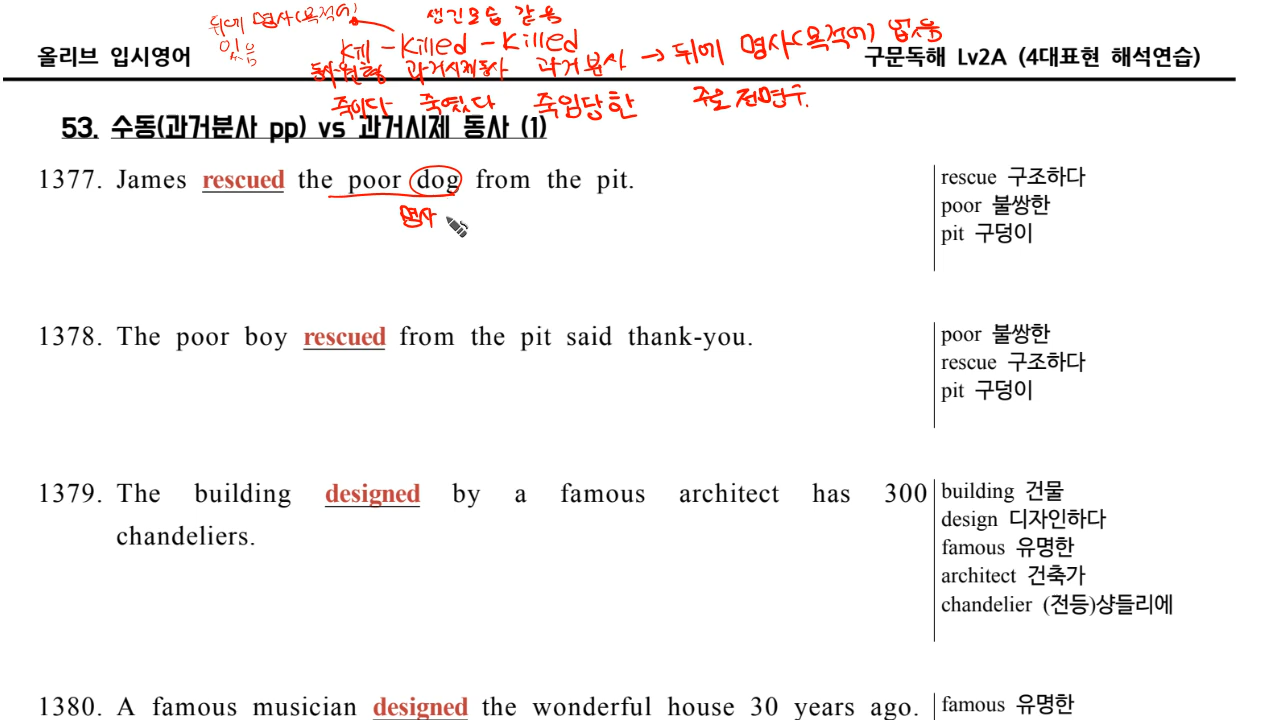 뒤에 명사(목적어)
있음
생긴모습 같음
kill - killed - killed
동사원형 과거시제동사 과거분사 → 뒤에 명사(목적어) 없음
죽이다 죽였다 죽임당한 주로 전명구.
올리브 입시영어
구문독해 Lv2A (4대표현 해석연습)
53. 수동(과거분사 pp) vs 과거시제 동사 (1)
1377. James rescued the poor dog from the pit.
명사
rescue 구조하다
poor 불쌍한
pit 구덩이
1378. The poor boy rescued from the pit said thank-you.
poor 불쌍한
rescue 구조하다
pit 구덩이
1379. The building designed by a famous architect has 300
chandeliers.
building 건물
design 디자인하다
famous 유명한
architect 건축가
chandelier (전등)샹들리에
1380. A famous musician designed the wonderful house 30 years ago.
famous 유명한